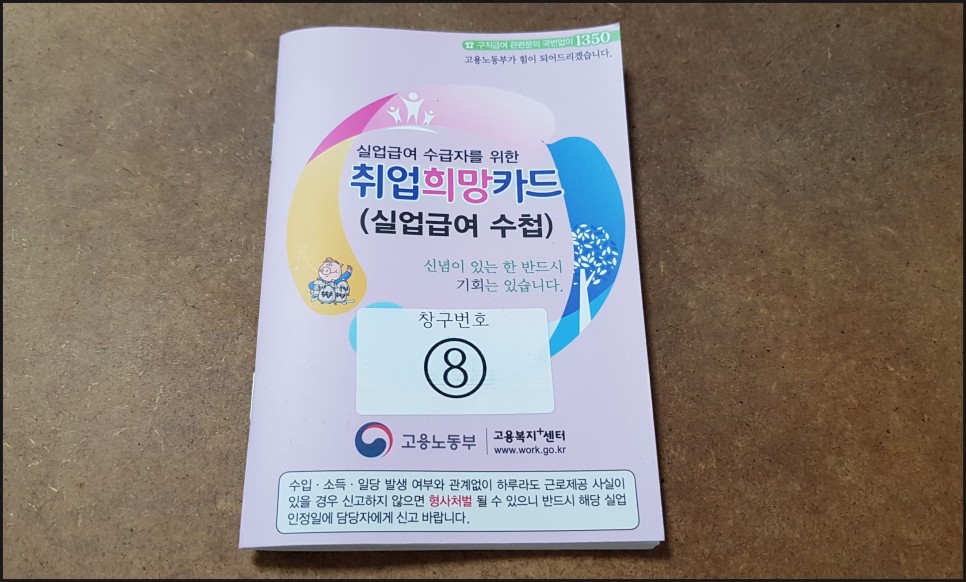 ☎ 구직급여 관련문의 국번없이 1350
고용노동부가 힘이 되어드리겠습니다.
실업급여 수급자를 위한
취업희망카드
(실업급여 수첩)
신념이 있는 한 반드시
기회는 있습니다.
창구번호
⑧
고용노동부
고용복지+센터
www.work.go.kr
수입·소득·일당 발생 여부와 관계없이 하루라도 근로제공 사실이
있을 경우 신고하지 않으면 형사처벌 될 수 있으니 반드시 해당 실업
인정일에 담당자에게 신고 바랍니다.